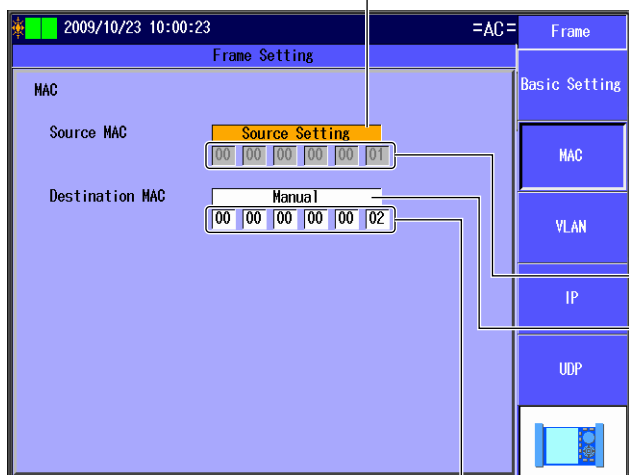 2009/10/23 10:00:23
=AC=
Frame
Frame Setting
Basic Setting
MAC
Source MAC
Source Setting
00 00 00 00 00 01
MAC
Destination MAC
Manual
00 00 00 00 00 02
VLAN
IP
UDP